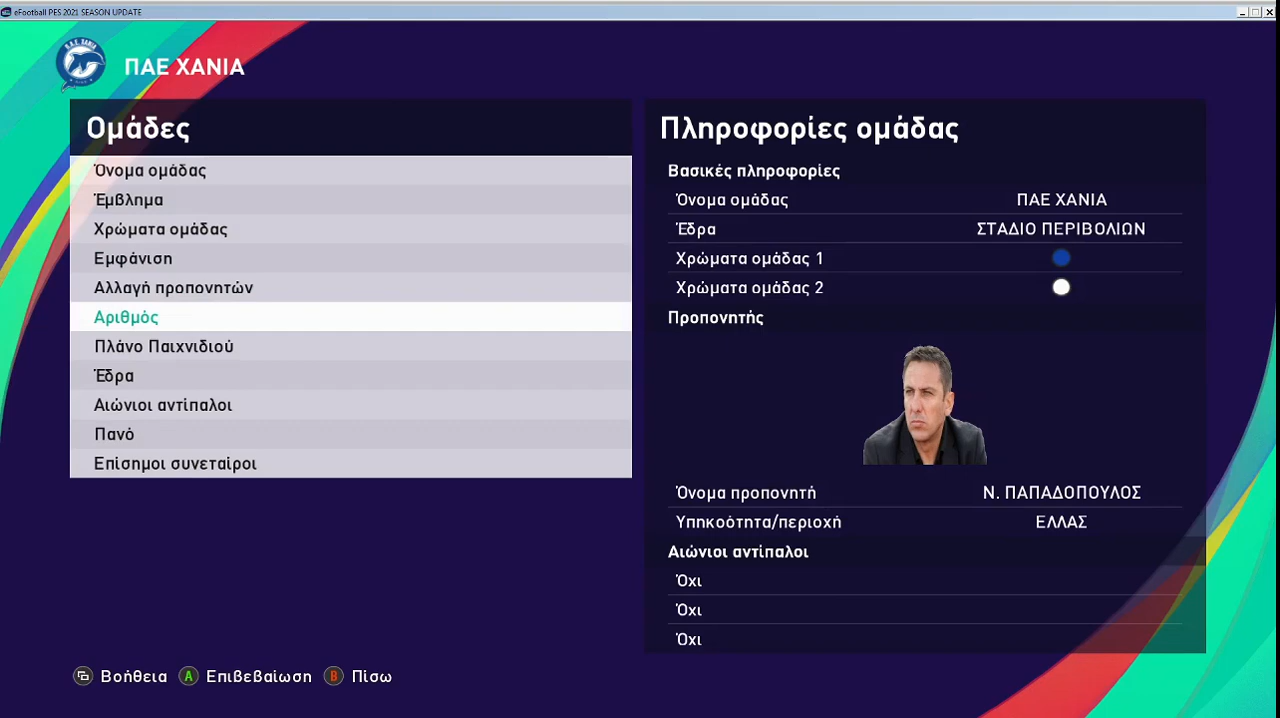 eFootball PES 2021 SEASON UPDATE
Π.Α.Ε. ΧΑΝΙΑ
ΠΑΕ ΧΑΝΙΑ
Ομάδες
Όνομα ομάδας
Έμβλημα
Χρώματα ομάδας
Εμφάνιση
Αλλαγή προπονητών
Αριθμός
Πλάνο Παιχνιδιού
Έδρα
Αιώνιοι αντίπαλοι
Πανό
Επίσημοι συνεταίροι
Πληροφορίες ομάδας
Βασικές πληροφορίες
Όνομα ομάδας ΠΑΕ ΧΑΝΙΑ
Έδρα ΣΤΑΔΙΟ ΠΕΡΙΒΟΛΙΩΝ
Χρώματα ομάδας 1
Χρώματα ομάδας 2
Προπονητής
Όνομα προπονητή Ν. ΠΑΠΑΔΟΠΟΥΛΟΣ
Υπηκοότητα/περιοχή ΕΛΛΑΣ
Αιώνιοι αντίπαλοι
Όχι
Όχι
Όχι
Βοήθεια A Επιβεβαίωση B Πίσω